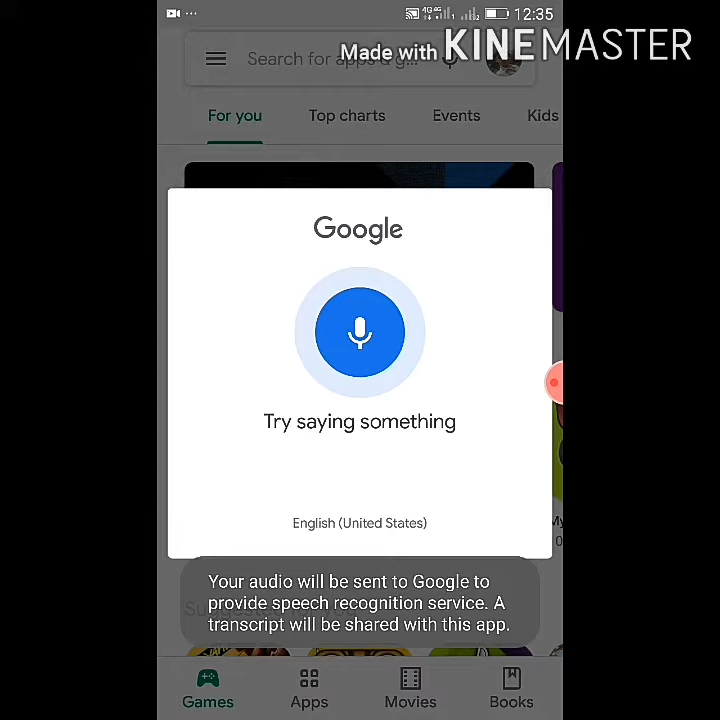 4G 4G 12:35
Made with KINEMASTER
Search for apps & g...
For you Top charts Events Kids
Google
Try saying something
English (United States)
Your audio will be sent to Google to
provide speech recognition service. A
transcript will be shared with this app.
Games Apps Movies Books